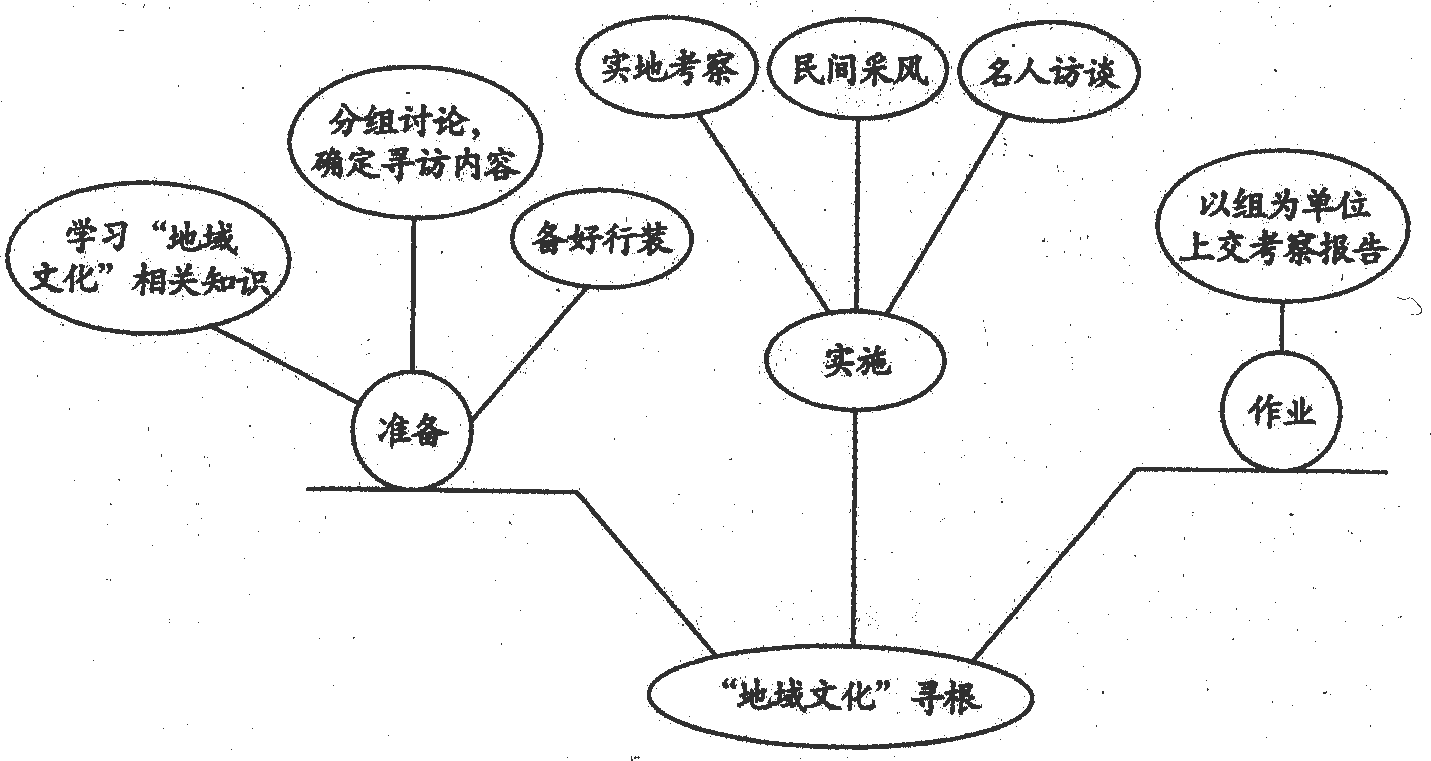 实地考察
民间采风
名人访谈
分组讨论，
确定寻访内容
学习“地域
文化”相关知识
备好行装
以组为单位
上交考察报告
实施
准备
作业
“地域文化”寻根